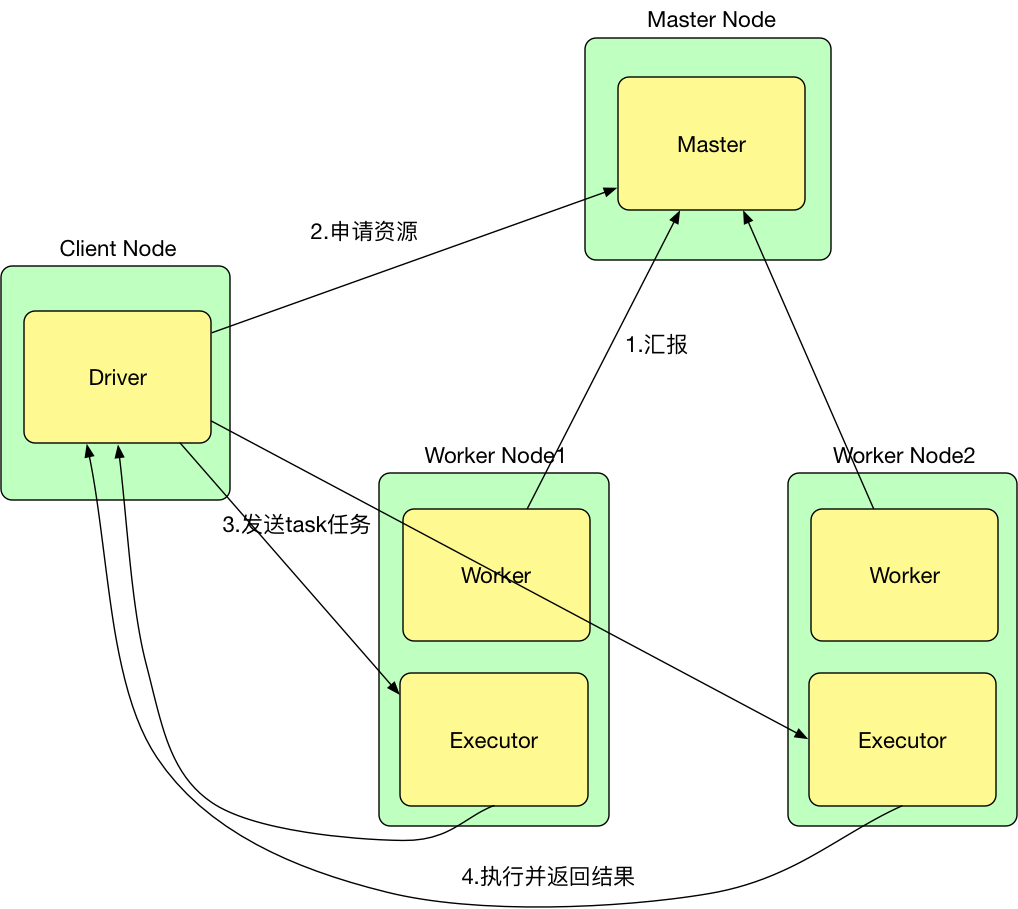 Master Node
Master
2.申请资源
Client Node
1.汇报
Driver
Worker Node1
Worker Node2
3.发送task任务
Worker
Worker
Executor
Executor
4.执行并返回结果